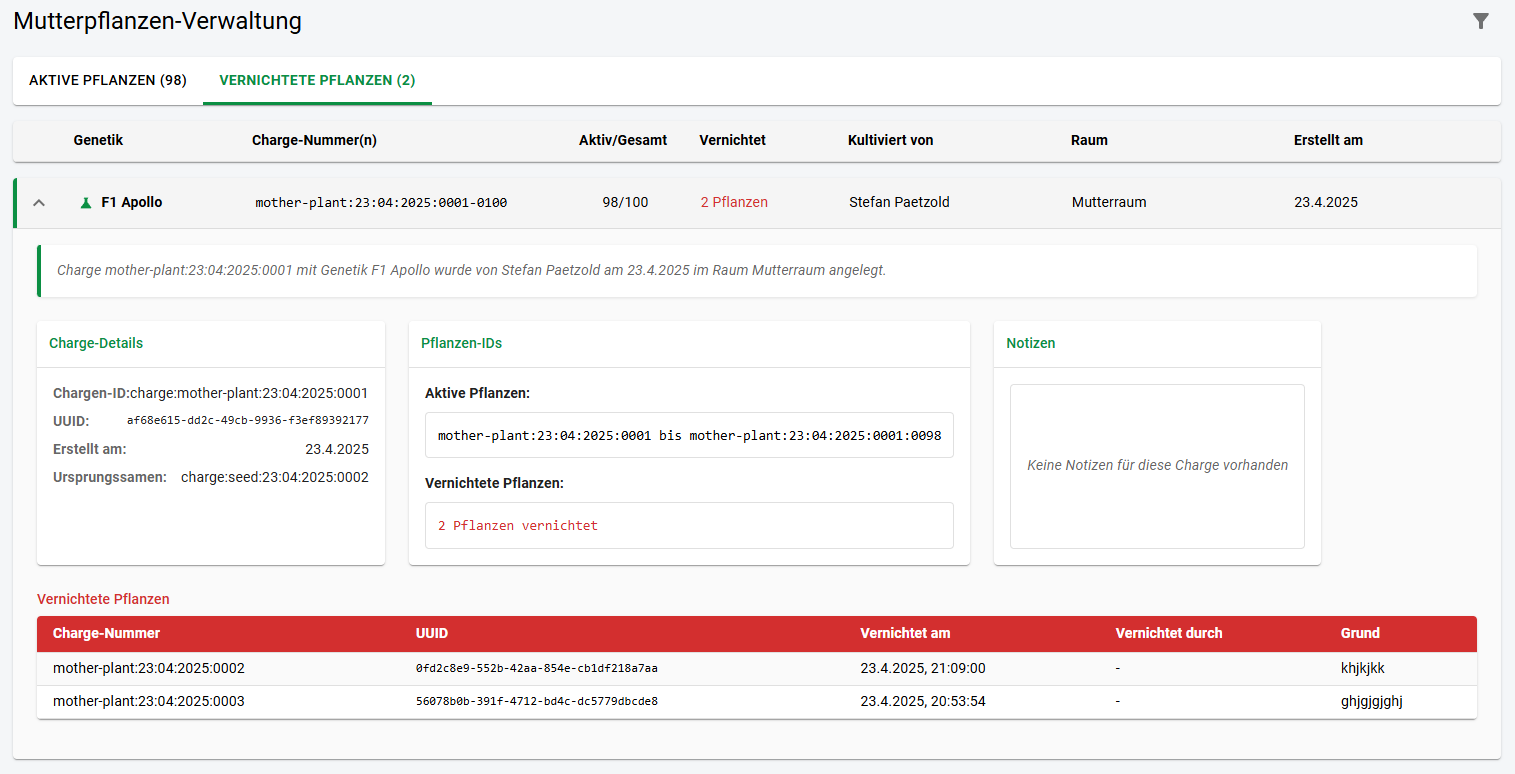 Mutterpflanzen-Verwaltung
AKTIVE PFLANZEN (98) VERNICHTETE PFLANZEN (2)
Genetik Charge-Nummer(n) Aktiv/Gesamt Vernichtet Kultiviert von Raum Erstellt am
F1 Apollo mother-plant:23:04:2025:0001-0100 98/100 2 Pflanzen Stefan Paetzold Mutterraum 23.4.2025
Charge mother-plant:23:04:2025:0001 mit Genetik F1 Apollo wurde von Stefan Paetzold am 23.4.2025 im Raum Mutterraum angelegt.
Charge-Details
Chargen-ID:charge:mother-plant:23:04:2025:0001
UUID: af68e615-dd2c-49cb-9936-f3ef89392177
Erstellt am: 23.4.2025
Ursprungssamen: charge:seed:23:04:2025:0002
Pflanzen-IDs
Aktive Pflanzen:
mother-plant:23:04:2025:0001 bis mother-plant:23:04:2025:0001:0098
Vernichtete Pflanzen:
2 Pflanzen vernichtet
Notizen
Keine Notizen für diese Charge vorhanden
Vernichtete Pflanzen
Charge-Nummer UUID Vernichtet am Vernichtet durch Grund
mother-plant:23:04:2025:0002 0fd2c8e9-552b-42aa-854e-cb1df218a7aa 23.4.2025, 21:09:00 - khjkjkk
mother-plant:23:04:2025:0003 56078b0b-391f-4712-bd4c-dc5779dbcde8 23.4.2025, 20:53:54 - ghjgjgjghj